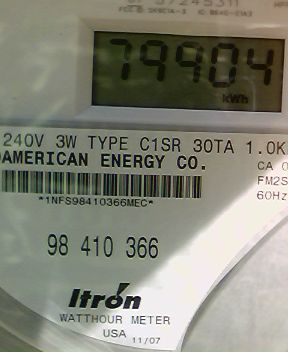 79904
kWh
240V 3W TYPE C1SR 30TA 1.0K
AMERICAN ENERGY CO.
CA
FM2S
60Hz
*1NFS98410366MEC*
98 410 366
Itron
WATTHOUR METER
USA 11/07